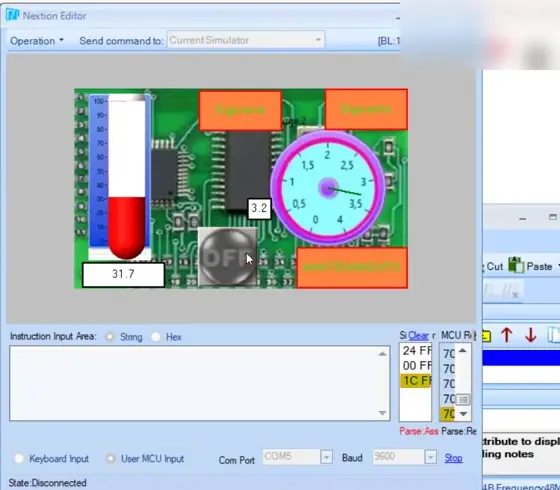 Nextion Editor
Operation
Send command to:
Current Simulator
[BL:1
100
90
80
70
60
50
40
30
20
10
0
31.7
3.2
OFF
0
0,5
1
1,5
2
2,5
3
3,5
4
Cut
Paste
Instruction Input Area:
String
Hex
Clear
MCU R
24 FF
00 FF
1C FF
70
70
70
70
70
Parse:Ass
Parse:Re
Keyboard Input
User MCU Input
Com Port
COM5
Baud
9600
Stop
State:Disconnected
tribute to displ
ling notes
4B Frequency48M